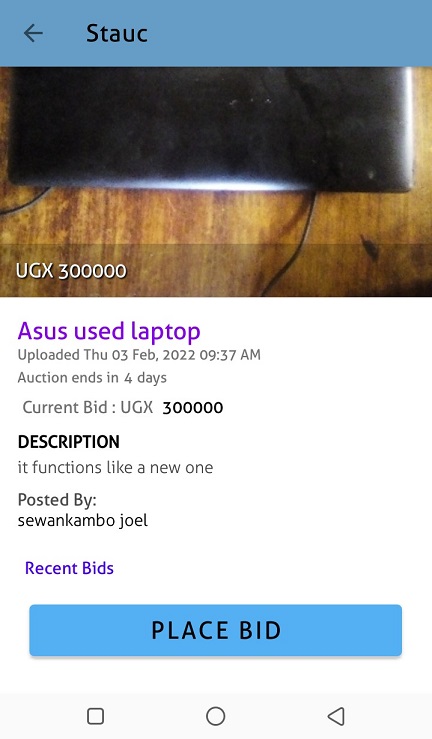 Stauc
UGX 300000
Asus used laptop
Uploaded Thu 03 Feb, 2022 09:37 AM
Auction ends in 4 days
Current Bid : UGX 300000
DESCRIPTION
it functions like a new one
Posted By:
sewankambo joel
Recent Bids
PLACE BID